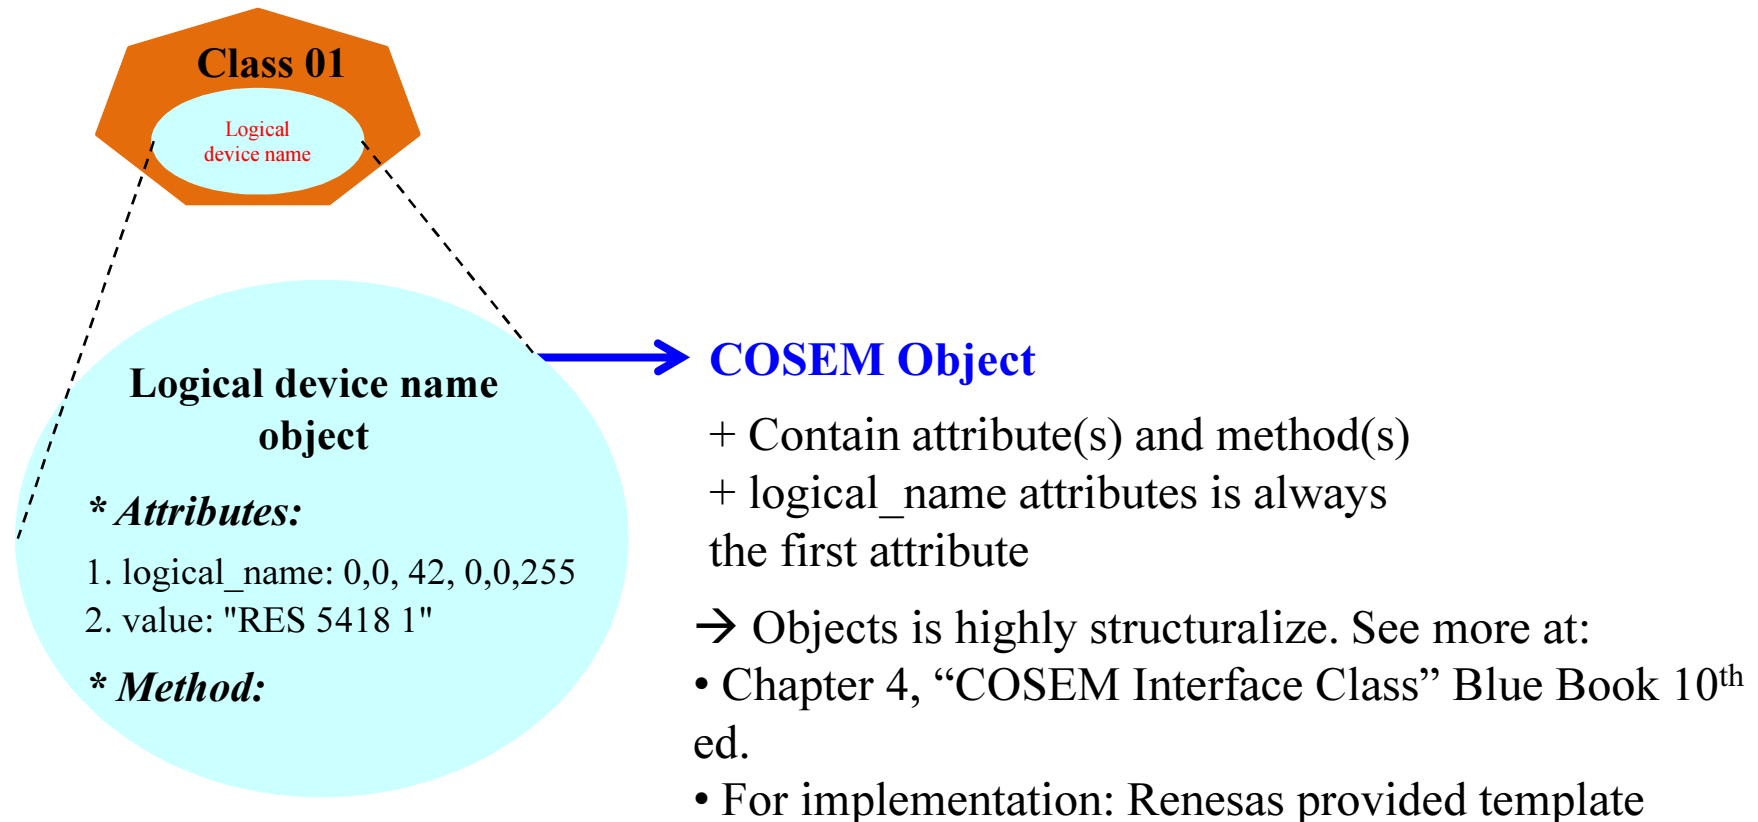 Class 01
Logical
device name
Logical device name
object
* Attributes:
1. logical_name: 0,0, 42, 0,0,255
2. value: "RES 5418 1"
* Method:
COSEM Object
+ Contain attribute(s) and method(s)
+ logical_name attributes is always
the first attribute
→ Objects is highly structuralize. See more at:
• Chapter 4, “COSEM Interface Class” Blue Book 10th
ed.
• For implementation: Renesas provided template